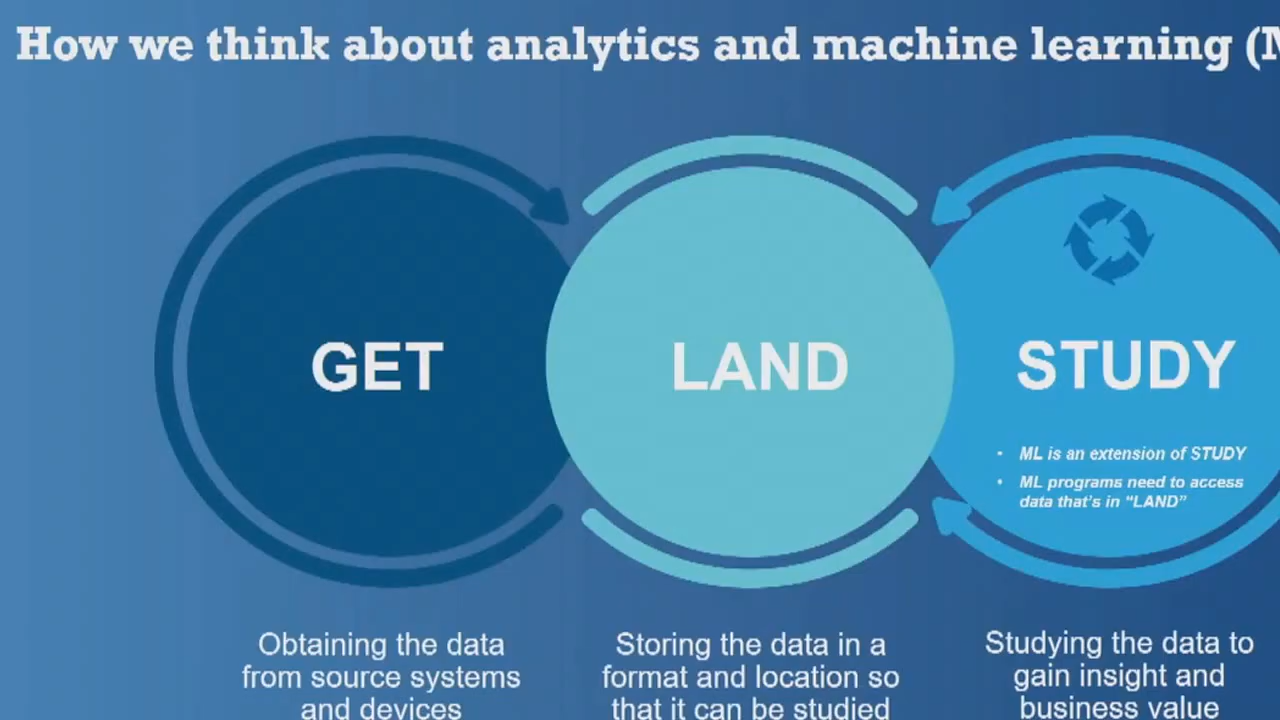 How we think about analytics and machine learning (
GET
LAND
STUDY
• ML is an extension of STUDY
• ML programs need to access
data that's in “LAND”
Obtaining the data
from source systems
and devices
Storing the data in a
format and location so
that it can be studied
Studying the data to
gain insight and
business value